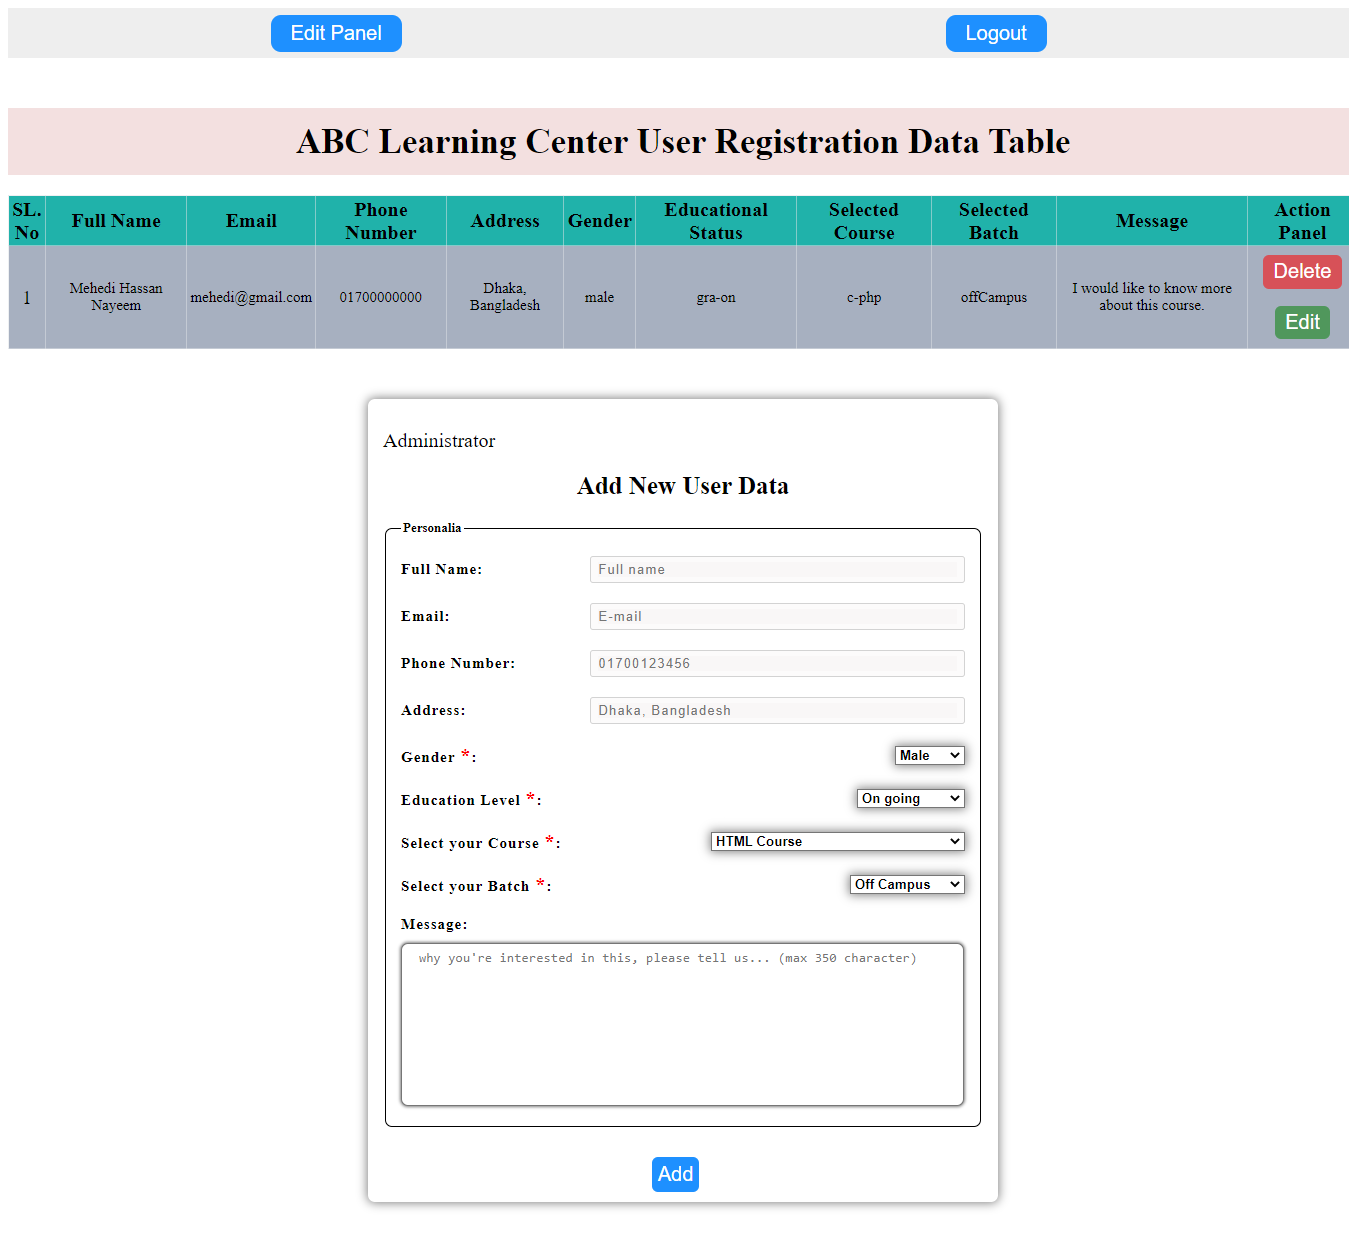 Edit Panel
Logout
ABC Learning Center User Registration Data Table
SL. No | Full Name | Email | Phone Number | Address | Gender | Educational Status | Selected Course | Selected Batch | Message | Action Panel
1 | Mehedi Hassan Nayeem | mehedi@gmail.com | 01700000000 | Dhaka, Bangladesh | male | gra-on | c-php | offCampus | I would like to know more about this course. | Delete Edit
Administrator
Add New User Data
Personalia
Full Name: Full name
Email: E-mail
Phone Number: 01700123456
Address: Dhaka, Bangladesh
Gender *: Male
Education Level *: On going
Select your Course *: HTML Course
Select your Batch *: Off Campus
Message:
why you're interested in this, please tell us... (max 350 character)
Add